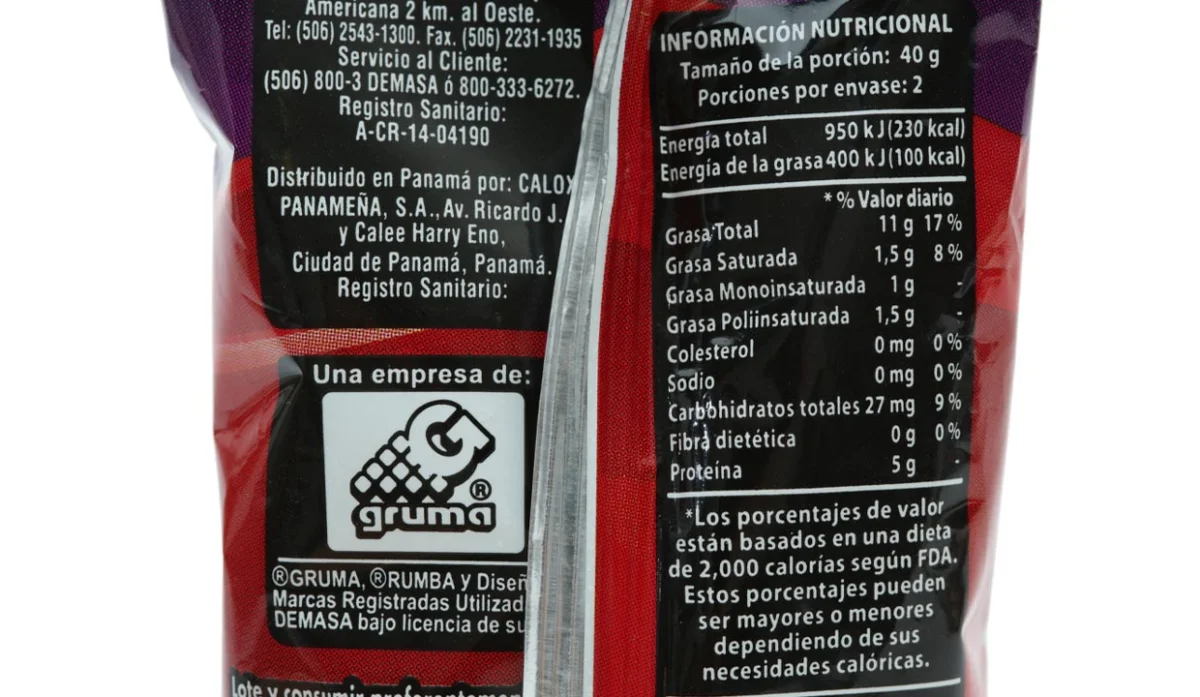 Americana 2 km. al Oeste.
Tel: (506) 2543-1300. Fax. (506) 2231-1935
Servicio al Cliente:
(506) 800-3 DEMASA ó 800-333-6272.
Registro Sanitario:
A-CR-14-04190
Distribuido en Panamá por: CALOX
PANAMEÑA, S.A., Av. Ricardo J.
y Calee Harry Eno,
Ciudad de Panamá, Panamá.
Registro Sanitario:
Una empresa de:
G
®
gruma
®GRUMA, ®RUMBA y Diseñ
Marcas Registradas Utilizad
DEMASA bajo licencia de su
Lote y consumir preferentemen
INFORMACIÓN NUTRICIONAL
Tamaño de la porción: 40 g
Porciones por envase: 2
Energía total 950 kJ (230 kcal)
Energía de la grasa 400 kJ (100 kcal)
* % Valor diario
Grasa Total 11 g 17 %
Grasa Saturada 1,5 g 8 %
Grasa Monoinsaturada 1 g -
Grasa Poliinsaturada 1,5 g -
Colesterol 0 mg 0 %
Sodio 0 mg 0 %
Carbohidratos totales 27 mg 9 %
Fibra dietética 0 g 0 %
Proteína 5 g -
*Los porcentajes de valor
están basados en una dieta
de 2,000 calorías según FDA.
Estos porcentajes pueden
ser mayores o menores
dependiendo de sus
necesidades calóricas.